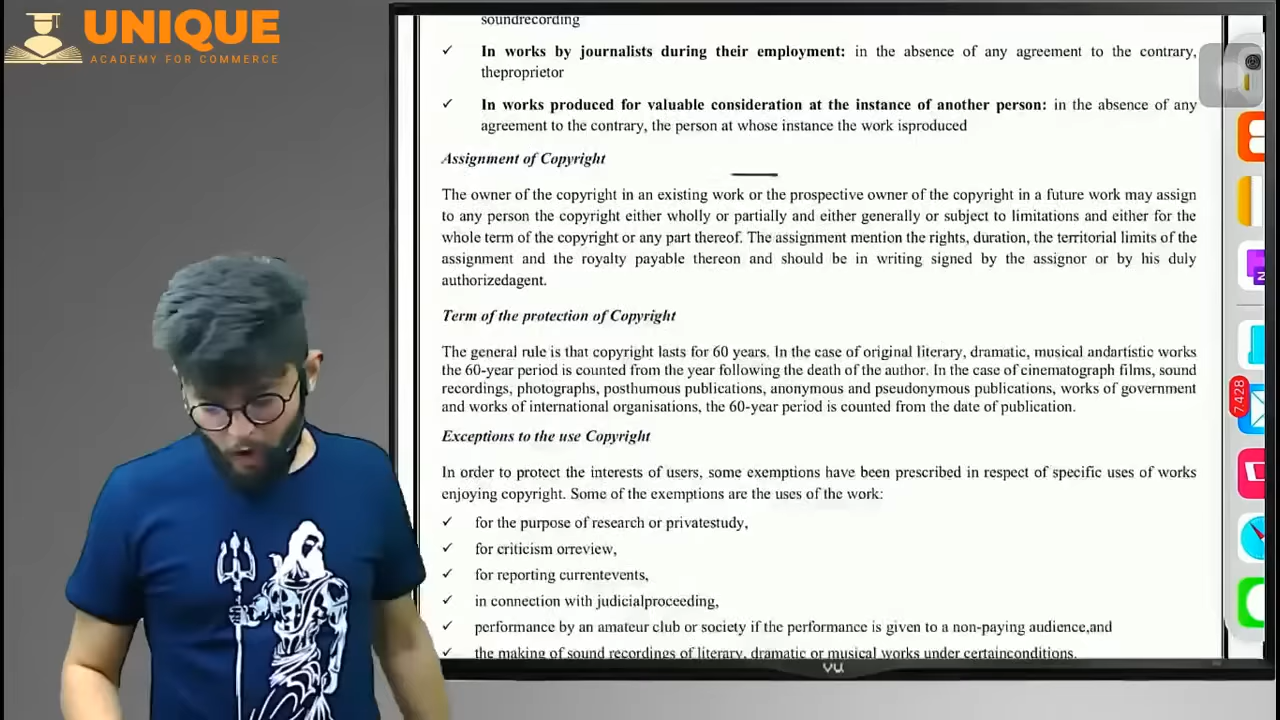 UNIQUE
ACADEMY FOR COMMERCE
soundrecording
✓ In works by journalists during their employment: in the absence of any agreement to the contrary,
theproprietor
✓ In works produced for valuable consideration at the instance of another person: in the absence of any
agreement to the contrary, the person at whose instance the work isproduced
Assignment of Copyright
The owner of the copyright in an existing work or the prospective owner of the copyright in a future work may assign
to any person the copyright either wholly or partially and either generally or subject to limitations and either for the
whole term of the copyright or any part thereof. The assignment mention the rights, duration, the territorial limits of the
assignment and the royalty payable thereon and should be in writing signed by the assignor or by his duly
authorizedagent.
Term of the protection of Copyright
The general rule is that copyright lasts for 60 years. In the case of original literary, dramatic, musical andartistic works
the 60-year period is counted from the year following the death of the author. In the case of cinematograph films, sound
recordings, photographs, posthumous publications, anonymous and pseudonymous publications, works of government
and works of international organisations, the 60-year period is counted from the date of publication.
Exceptions to the use Copyright
In order to protect the interests of users, some exemptions have been prescribed in respect of specific uses of works
enjoying copyright. Some of the exemptions are the uses of the work:
✓ for the purpose of research or privatestudy,
✓ for criticism orreview,
✓ for reporting currentevents,
✓ in connection with judicialproceeding,
✓ performance by an amateur club or society if the performance is given to a non-paying audience,and
✓ the making of sound recordings of literary, dramatic or musical works under certainconditions.
7,428
N
vu